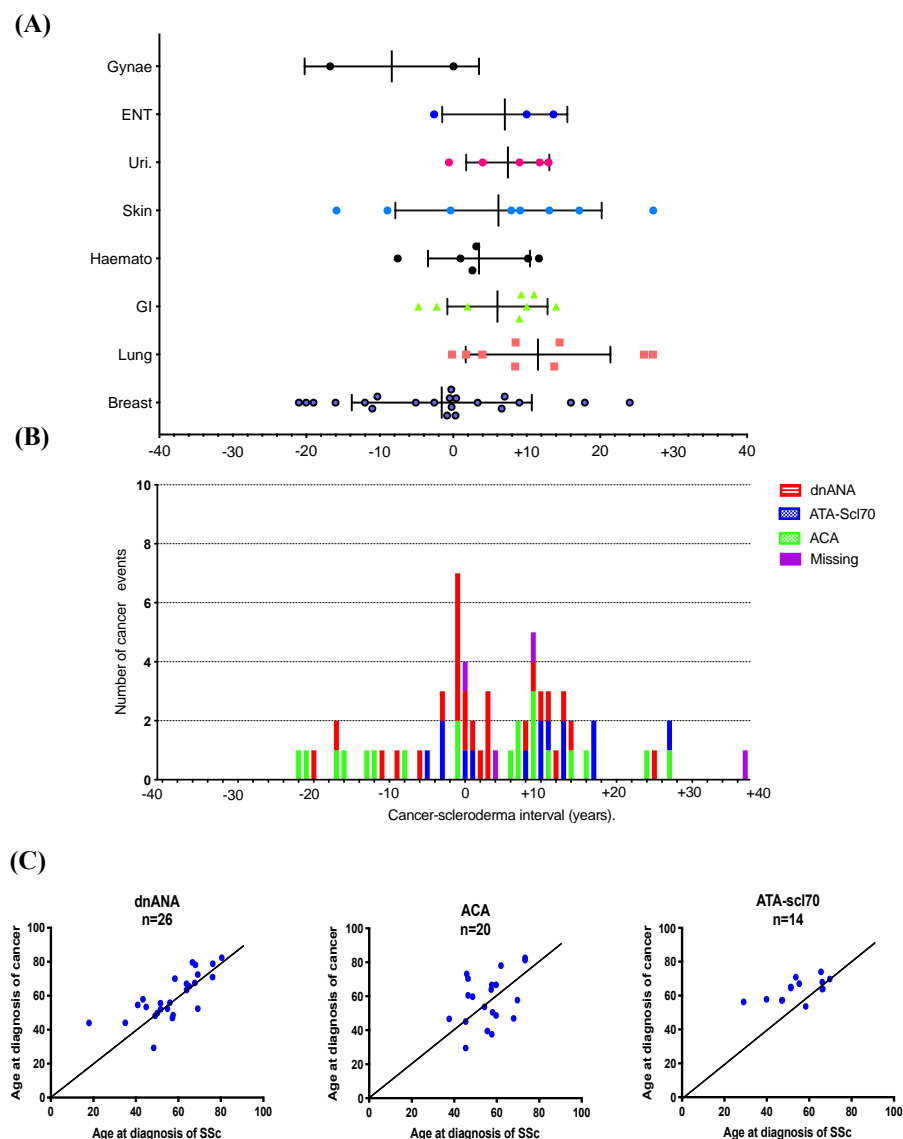 (A)
Gynae
ENT
Uri.
Skin
Haemato
GI
Lung
Breast
-40 -30 -20 -10 0 +10 20 +30 40
(B)
10
8
6
4
2
0
Number of cancer events
-40 -30 -20 -10 0 +10 +20 +30 +40
Cancer-scleroderma interval (years).
dnANA
ATA-Scl70
ACA
Missing
(C)
dnANA
n=26
100
80
60
40
20
0
Age at diagnosis of cancer
0 20 40 60 80 100
Age at diagnosis of SSc
ACA
n=20
100
80
60
40
20
0
Age at diagnosis of cancer
0 20 40 60 80 100
Age at diagnosis of SSc
ATA-scl70
n=14
100
80
60
40
20
0
Age at diagnosis of cancer
0 20 40 60 80 100
Age at diagnosis of SSc